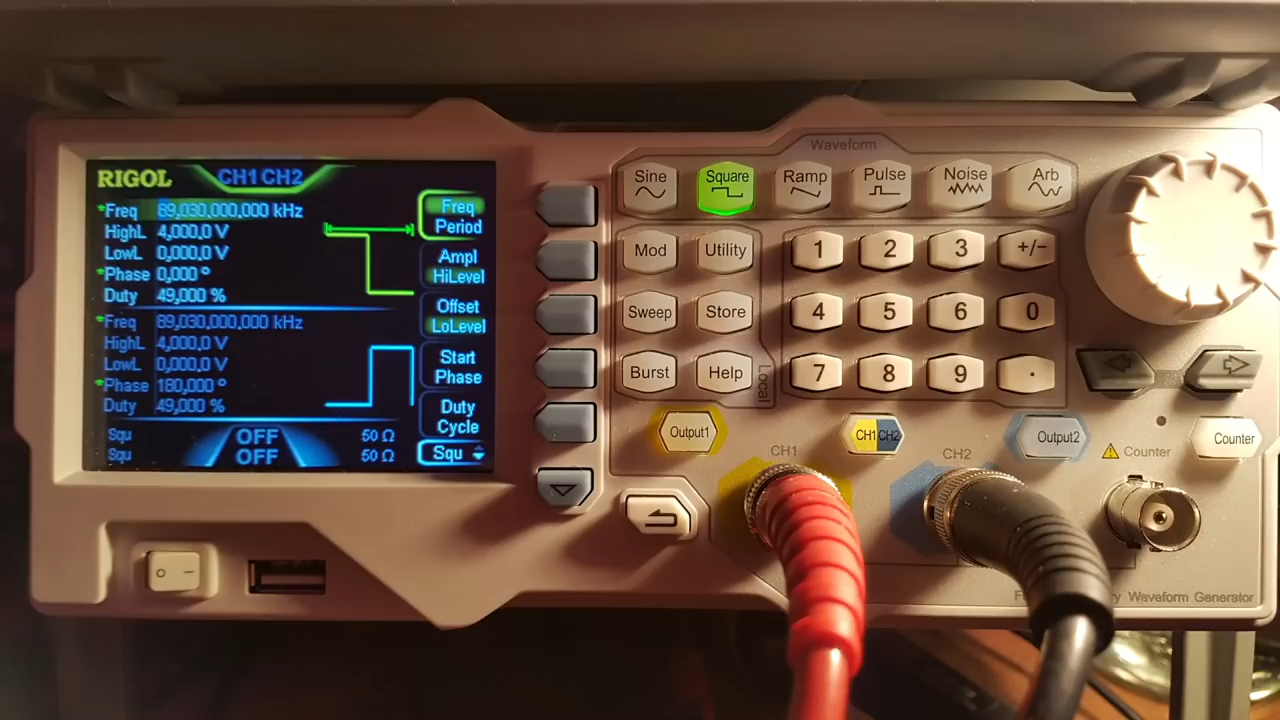 RIGOL CH1 CH2
*Freq 89,030,000,000 kHz
HighL 4,000,0 V
LowL 0,000,0 V
*Phase 0,000 °
Duty 49,000 %
*Freq 89,030,000,000 kHz
HighL 4,000,0 V
LowL 0,000,0 V
*Phase 180,000 °
Duty 49,000 %
Squ OFF 50 Ω
Squ OFF 50 Ω
Freq
Period
Ampl
HiLevel
Offset
LoLevel
Start
Phase
Duty
Cycle
Squ
Waveform
Sine Square Ramp Pulse Noise Arb
Mod Utility 1 2 3 +/−
Sweep Store 4 5 6 0
Burst Help 7 8 9 .
Local
Output1 CH1 CH2 Output2 Counter
CH1 CH2 Counter
Waveform Generator